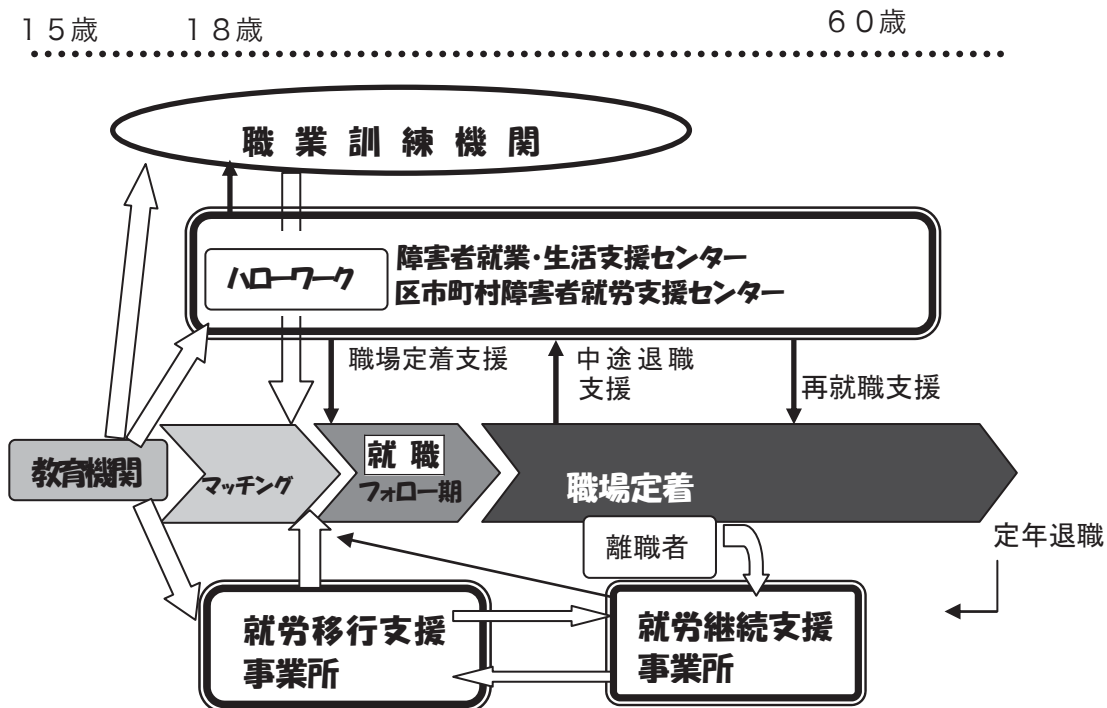 １５歳 １８歳 ６０歳
職業訓練機関
ハローワーク
障害者就業・生活支援センター
区市町村障害者就労支援センター
職場定着支援
中途退職
支援
再就職支援
教育機関
マッチング
就職
フォロー期
職場定着
離職者
定年退職
就労移行支援
事業所
就労継続支援
事業所